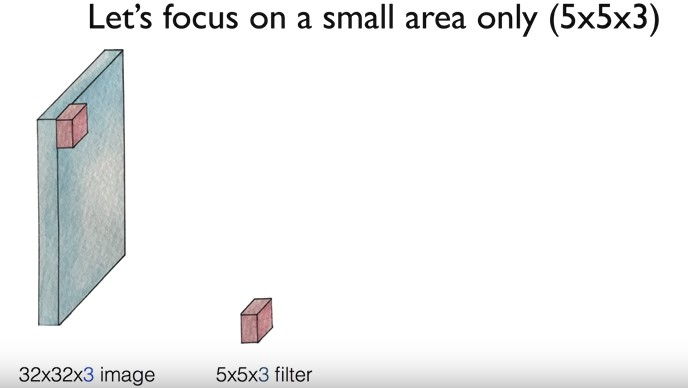 Let's focus on a small area only (5x5x3)
32x32x3 image
5x5x3 filter